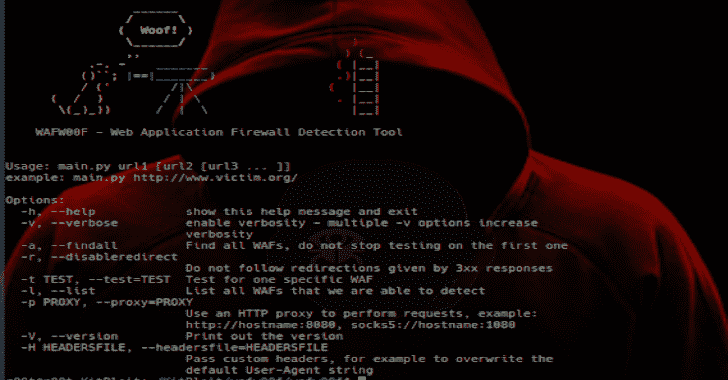 Woof!
WAFW00F - Web Application Firewall Detection Tool
Usage: main.py url1 [url2 [url3 ... ]]
example: main.py http://www.victim.org/
Options:
-h, --help show this help message and exit
-v, --verbose enable verbosity - multiple -v options increase
verbosity
-a, --findall Find all WAFs, do not stop testing on the first one
-r, --disableredirect
Do not follow redirections given by 3xx responses
-t TEST, --test=TEST Test for one specific WAF
-l, --list List all WAFs that we are able to detect
-p PROXY, --proxy=PROXY
Use an HTTP proxy to perform requests, example:
http://hostname:8080, socks5://hostname:1080
-V, --version Print out the version
-H HEADERSFILE, --headersfile=HEADERSFILE
Pass custom headers, for example to overwrite the
default User-Agent string